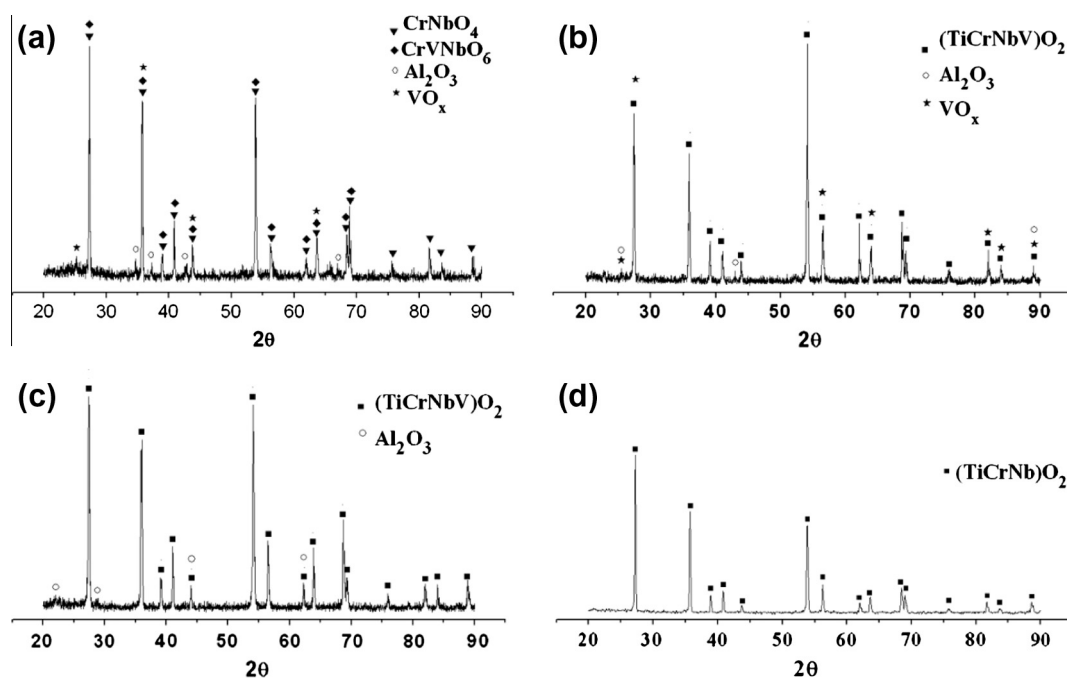 (a)
▼ CrNbO4
◆ CrVNbO6
○ Al2O3
★ VOx
20 30 40 50 60 70 80 90
2θ
(b)
■ (TiCrNbV)O2
○ Al2O3
★ VOx
20 30 40 50 60 70 80 90
2θ
(c)
■ (TiCrNbV)O2
○ Al2O3
20 30 40 50 60 70 80 90
2θ
(d)
■ (TiCrNb)O2
20 30 40 50 60 70 80 90
2θ